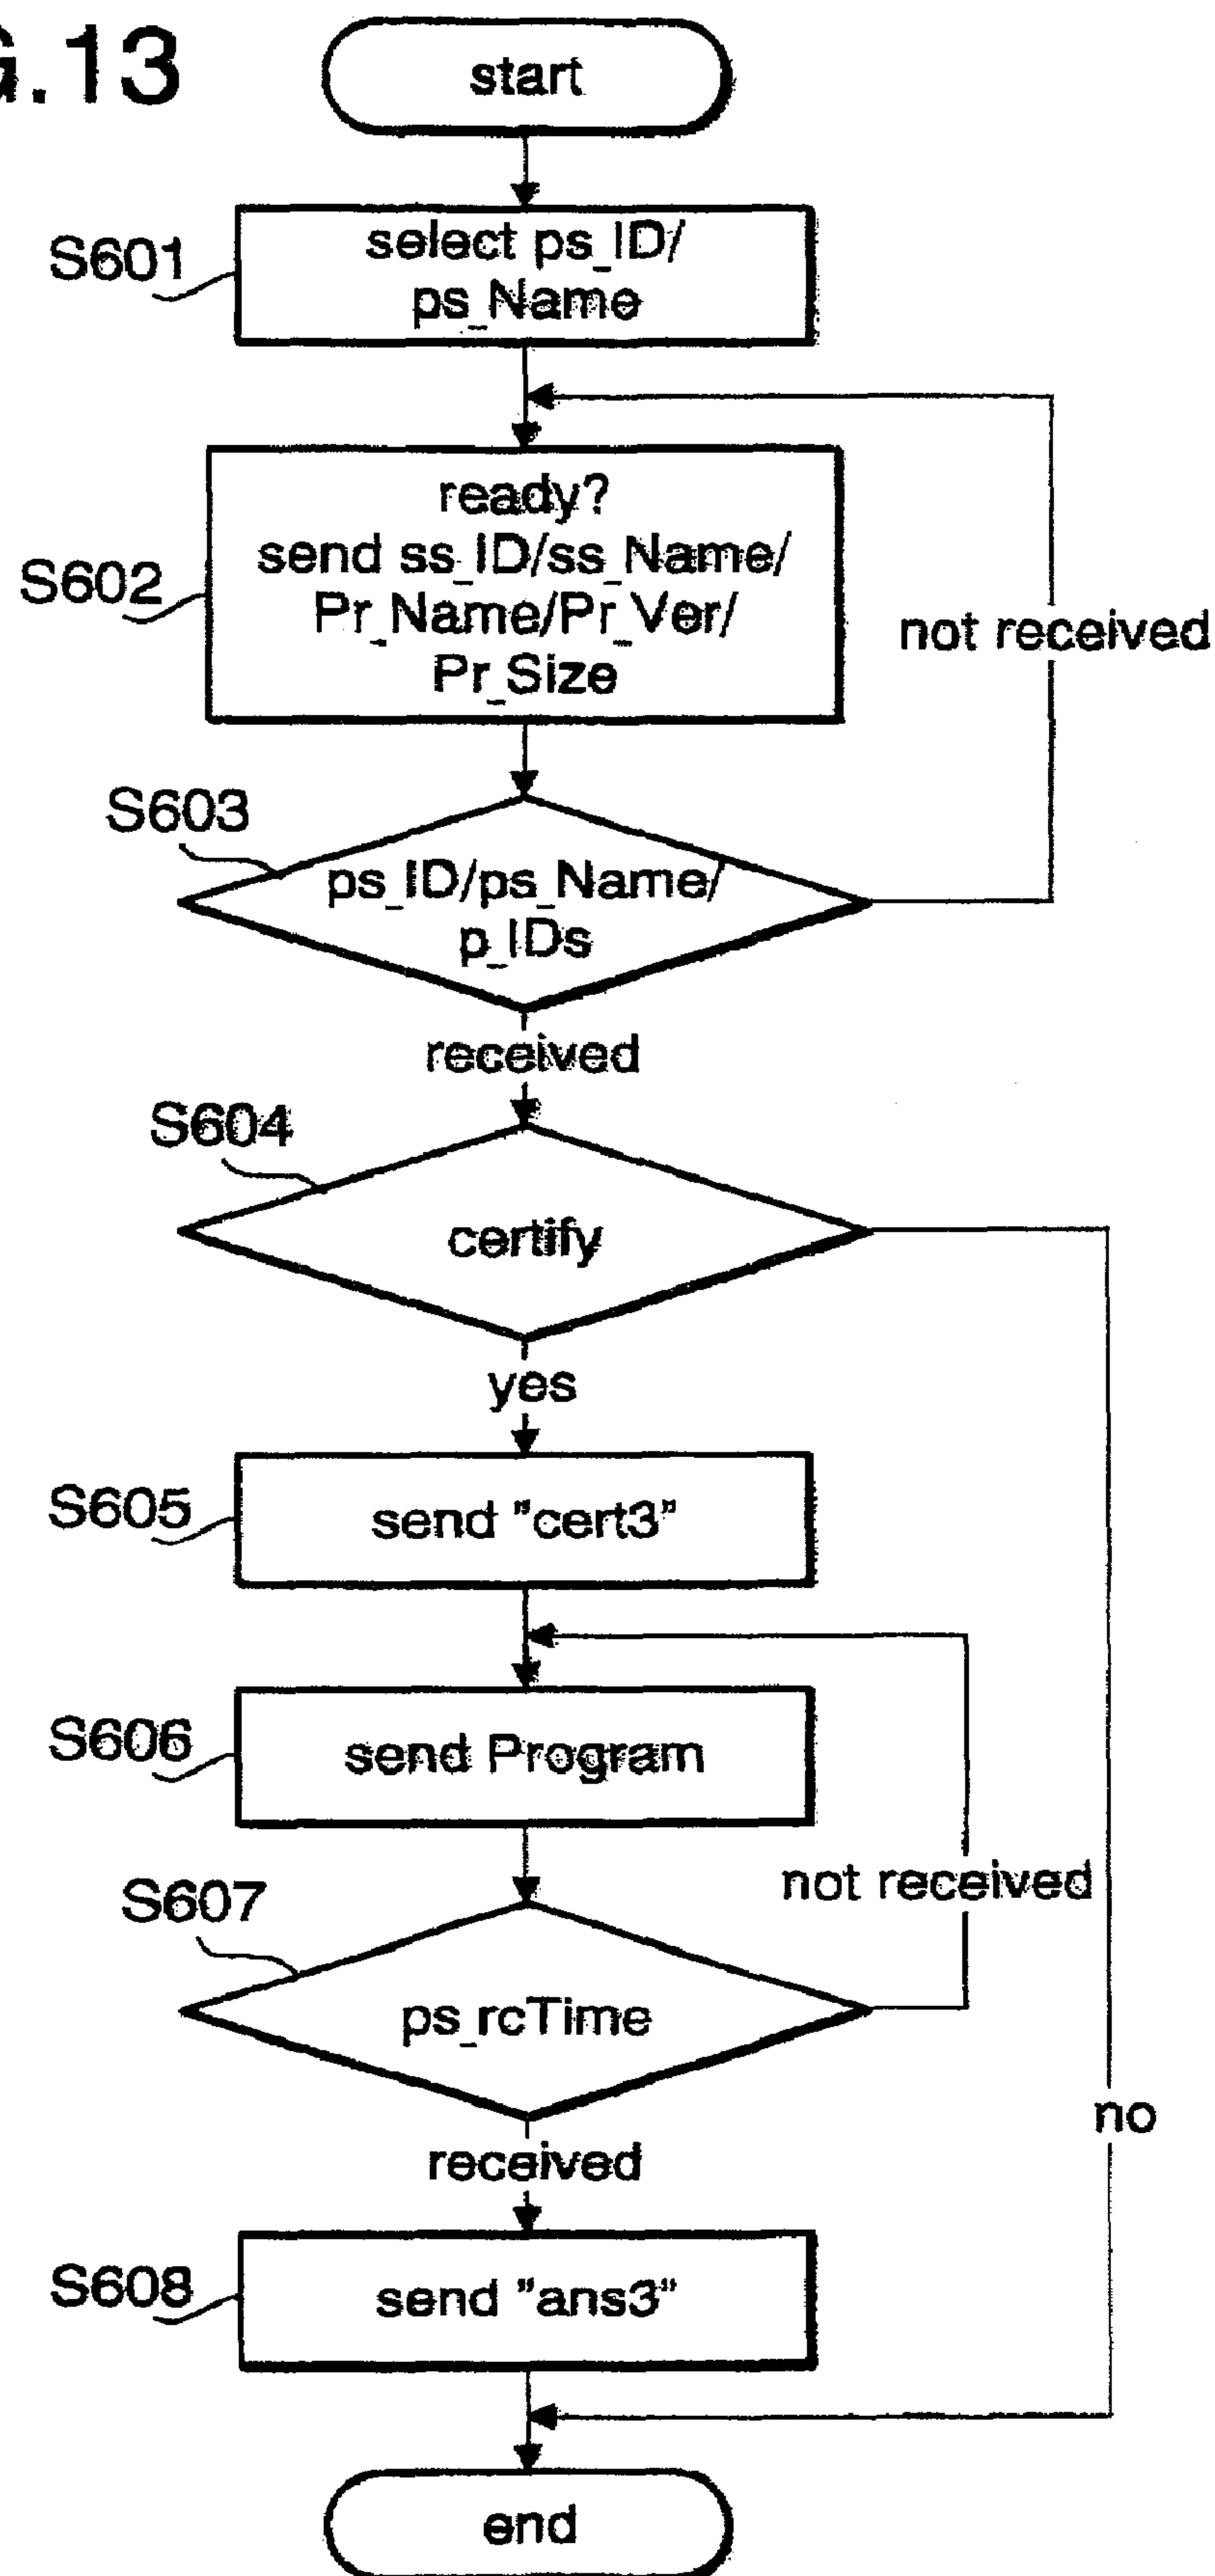 G.13
start
S601
select ps_ID/
ps_Name
ready?
send ss_ID/ss_Name/
Pr_Name/Pr_Ver/
Pr_Size
S602
not received
S603
ps_ID/ps_Name/
p_IDs
received
S604
certify
yes
S605
send "cert3"
S606
send Program
not received
S607
ps_rcTime
no
received
S608
send "ans3"
end